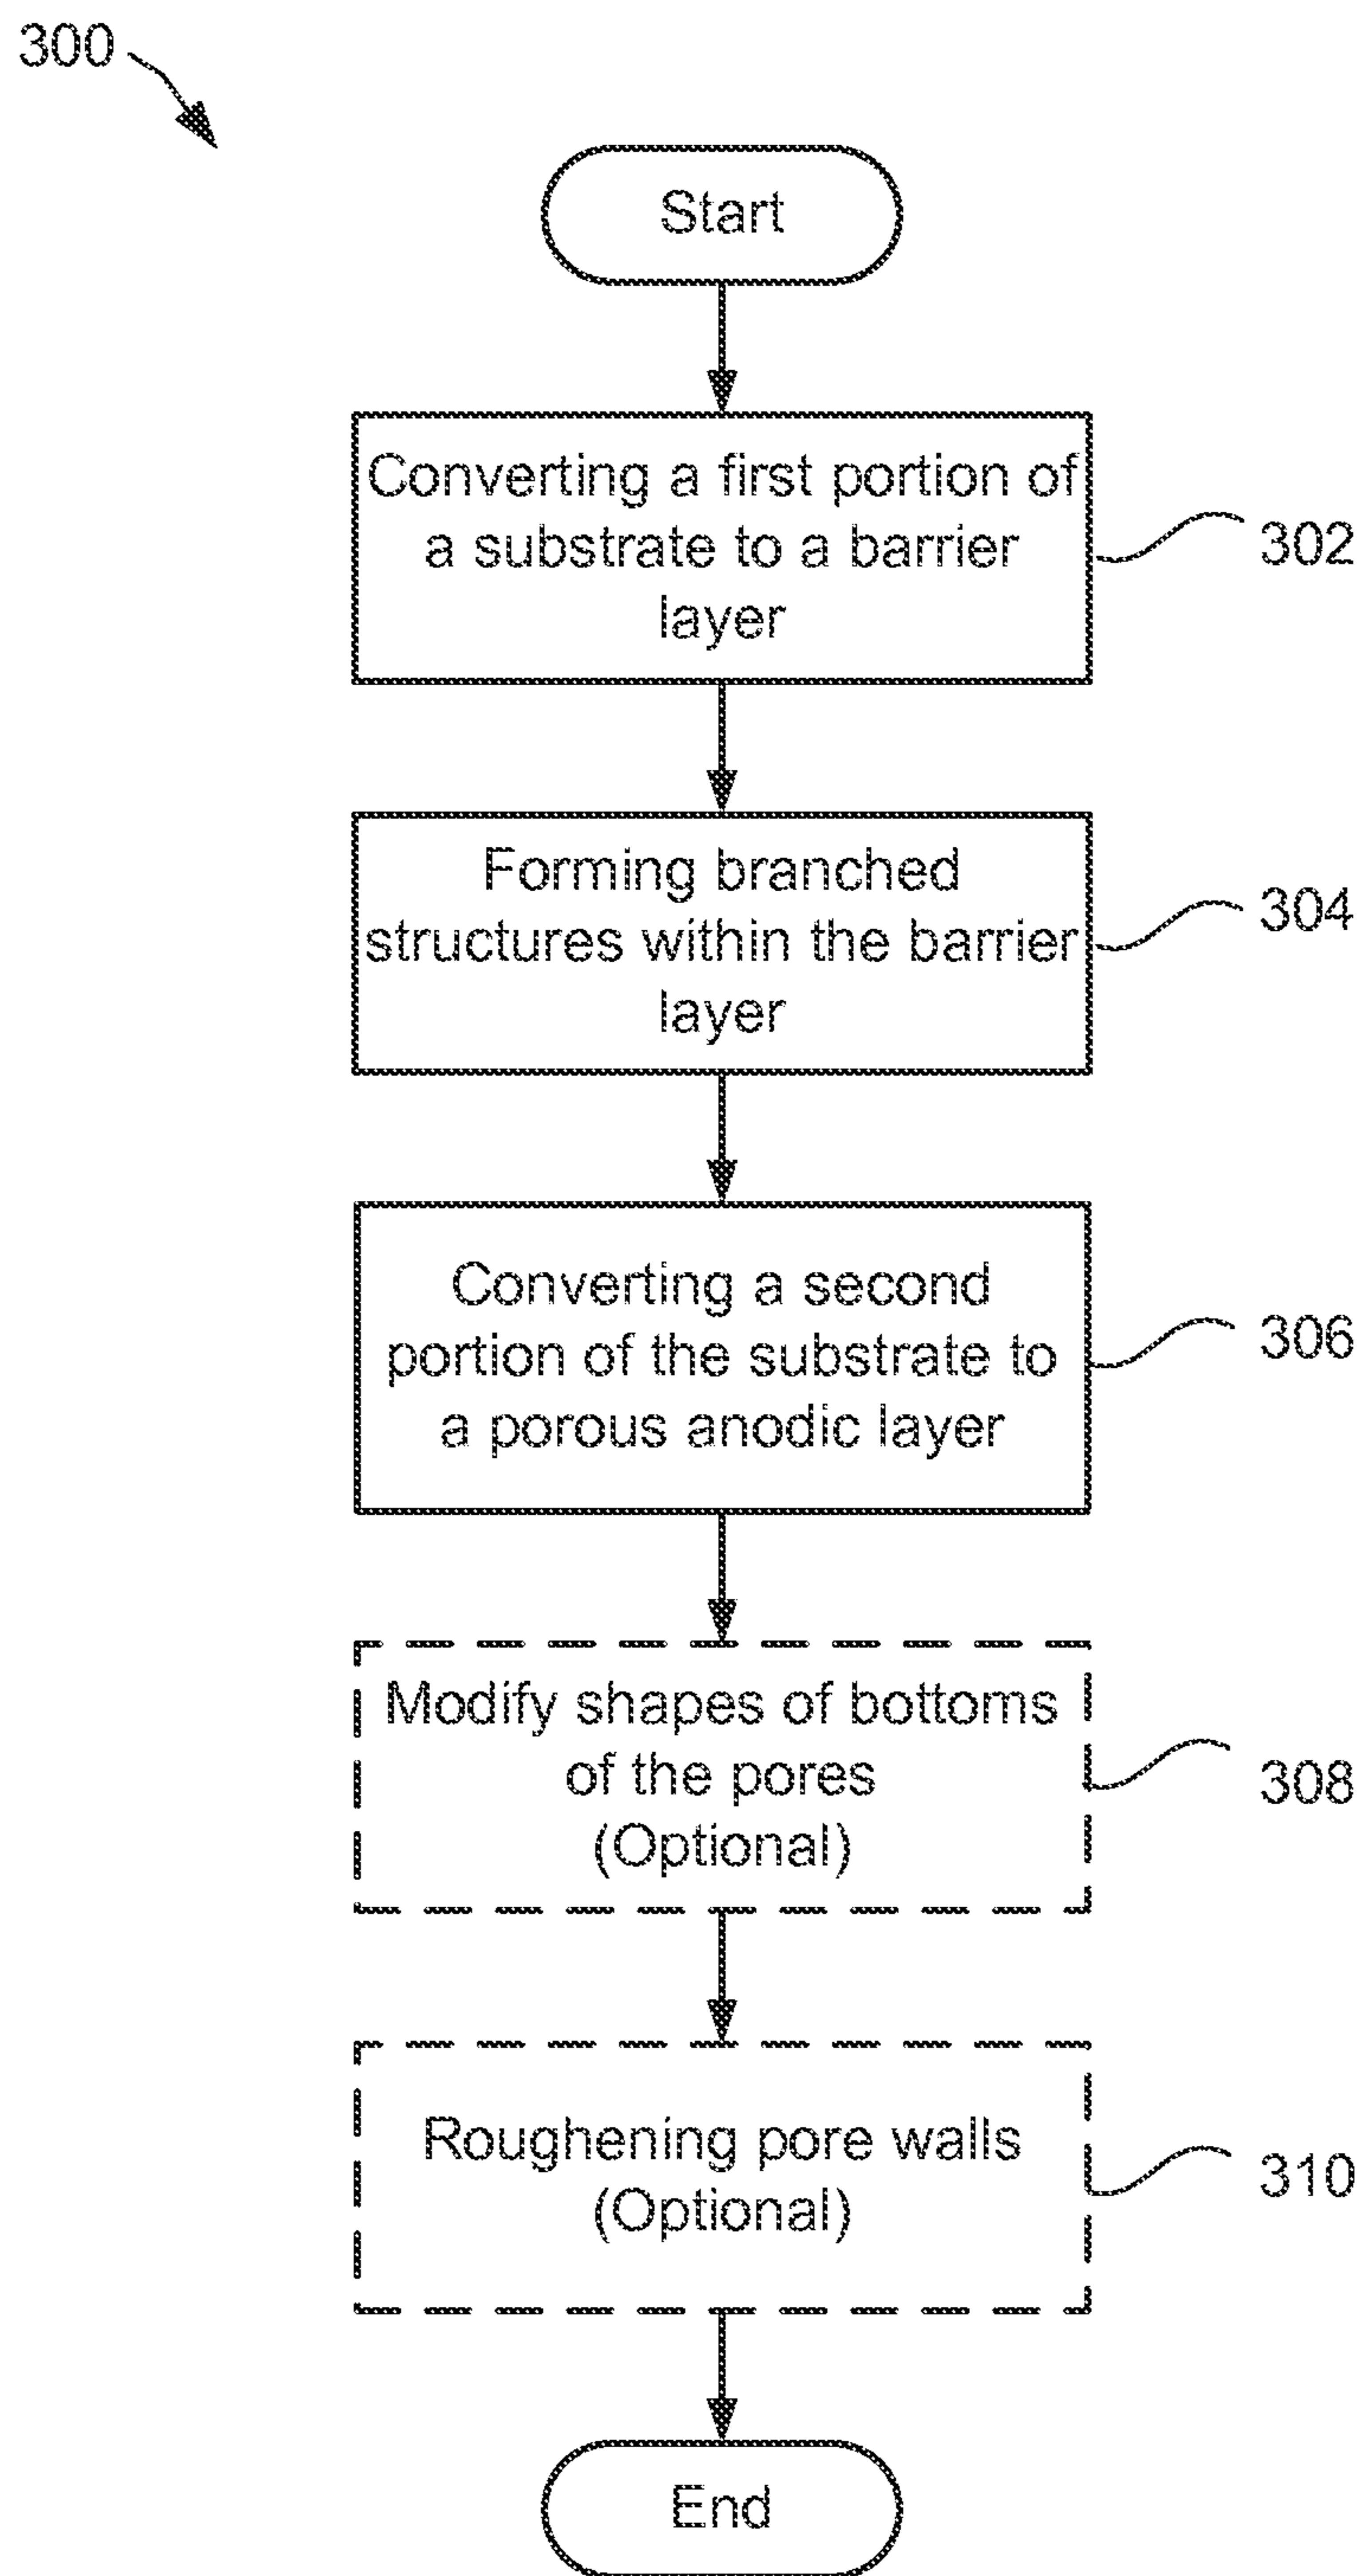 300
Start
Converting a first portion of
a substrate to a barrier
layer
302
Forming branched
structures within the barrier
layer
304
Converting a second
portion of the substrate to
a porous anodic layer
306
Modify shapes of bottoms
of the pores
(Optional)
308
Roughening pore walls
(Optional)
310
End